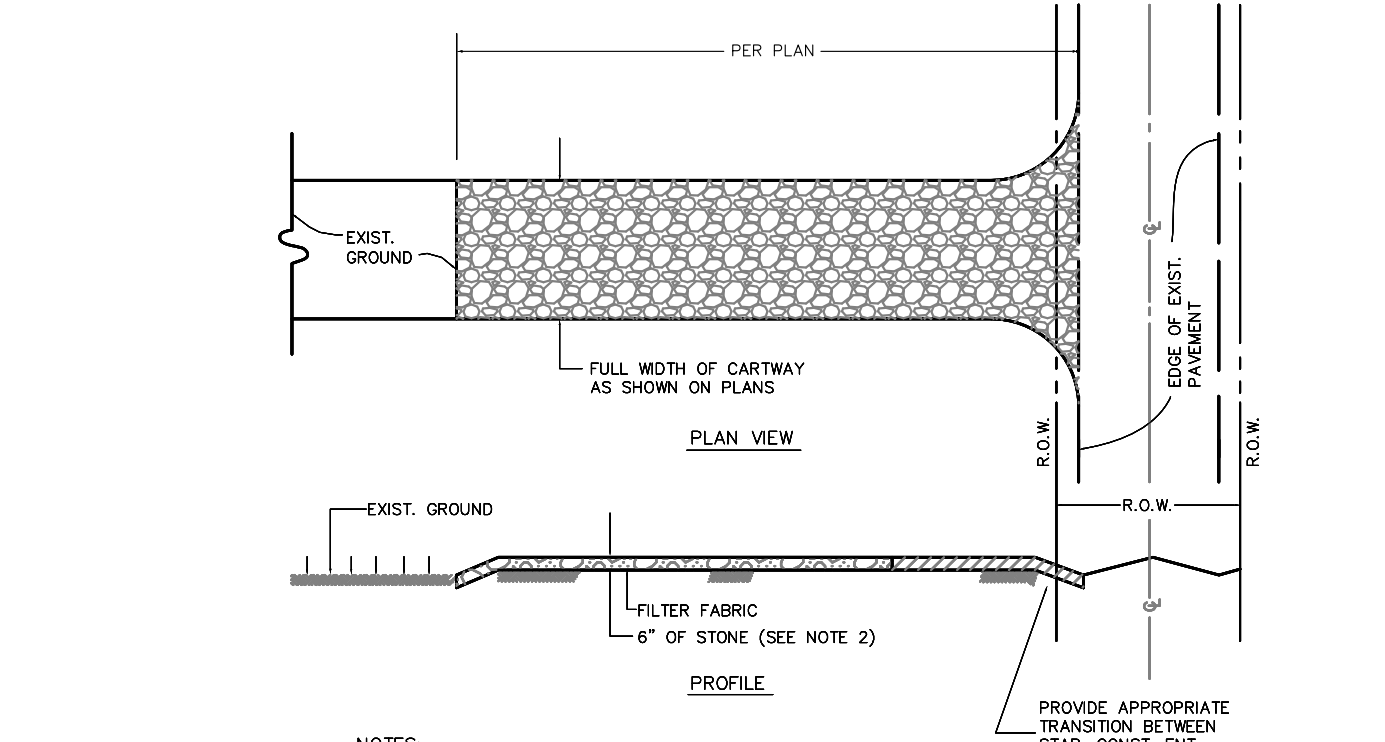 PER PLAN
EXIST.
GROUND
FULL WIDTH OF CARTWAY
AS SHOWN ON PLANS
PLAN VIEW
EDGE OF EXIST.
PAVEMENT
R.O.W.
R.O.W.
R.O.W.
EXIST. GROUND
FILTER FABRIC
6" OF STONE (SEE NOTE 2)
PROFILE
PROVIDE APPROPRIATE
TRANSITION BETWEEN
NOTES